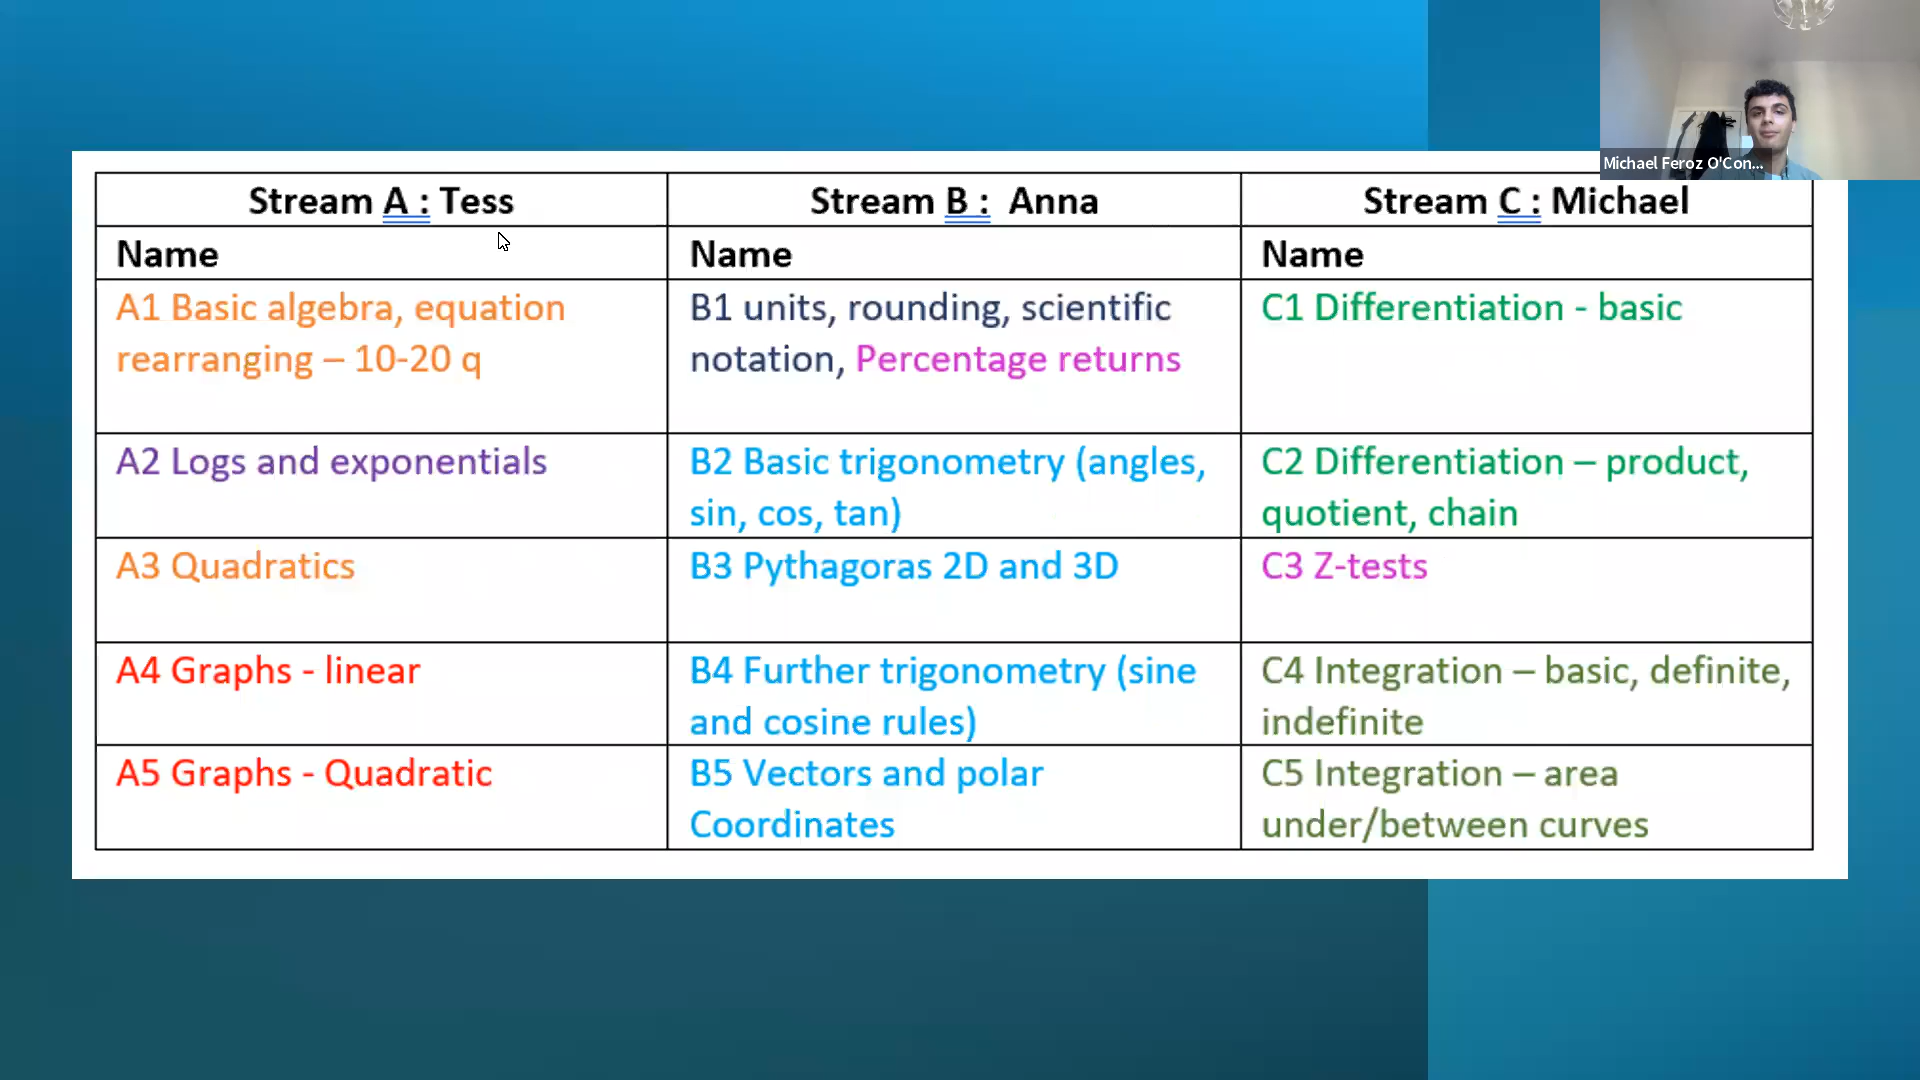 Michael Feroz O'Con...
Stream A : Tess
Stream B :  Anna
Stream C : Michael
Name
Name
Name
A1 Basic algebra, equation
rearranging – 10-20 q
B1 units, rounding, scientific
notation, Percentage returns
C1 Differentiation - basic
A2 Logs and exponentials
B2 Basic trigonometry (angles,
sin, cos, tan)
C2 Differentiation – product,
quotient, chain
A3 Quadratics
B3 Pythagoras 2D and 3D
C3 Z-tests
A4 Graphs - linear
B4 Further trigonometry (sine
and cosine rules)
C4 Integration – basic, definite,
indefinite
A5 Graphs - Quadratic
B5 Vectors and polar
Coordinates
C5 Integration – area
under/between curves